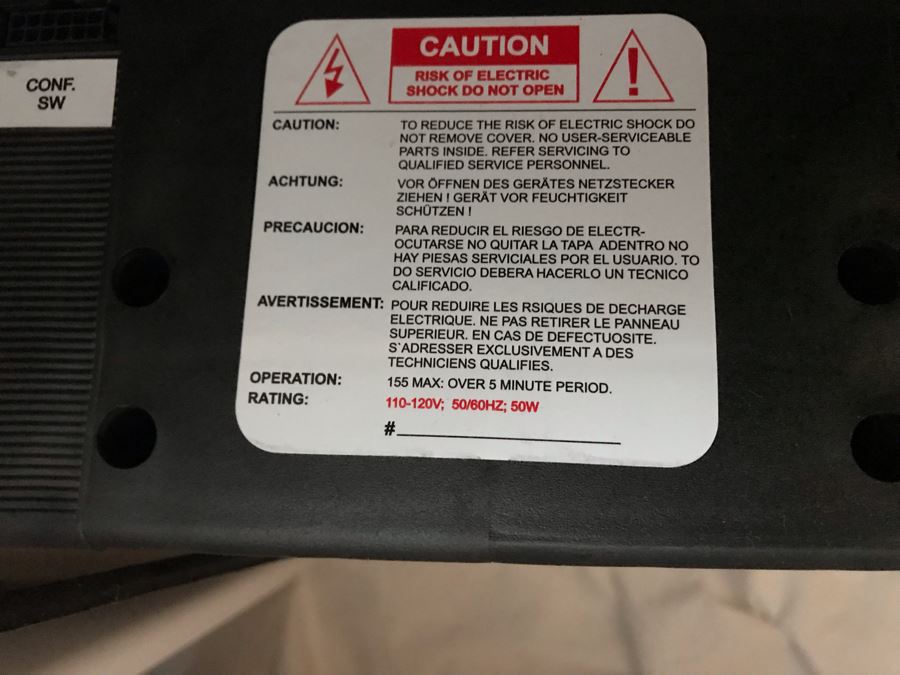 CONF.
SW
CAUTION
RISK OF ELECTRIC
SHOCK DO NOT OPEN
CAUTION: TO REDUCE THE RISK OF ELECTRIC SHOCK DO
NOT REMOVE COVER. NO USER-SERVICEABLE
PARTS INSIDE. REFER SERVICING TO
QUALIFIED SERVICE PERSONNEL.
ACHTUNG: VOR ÖFFNEN DES GERÄTES NETZSTECKER
ZIEHEN ! GERÄT VOR FEUCHTIGKEIT
SCHÜTZEN !
PRECAUCION: PARA REDUCIR EL RIESGO DE ELECTR-
OCUTARSE NO QUITAR LA TAPA ADENTRO NO
HAY PIESAS SERVICIALES POR EL USUARIO. TO
DO SERVICIO DEBERA HACERLO UN TECNICO
CALIFICADO.
AVERTISSEMENT: POUR REDUIRE LES RSIQUES DE DECHARGE
ELECTRIQUE. NE PAS RETIRER LE PANNEAU
SUPERIEUR. EN CAS DE DEFECTUOSITE.
S`ADRESSER EXCLUSIVEMENT A DES
TECHNICIENS QUALIFIES.
OPERATION: 155 MAX: OVER 5 MINUTE PERIOD.
RATING: 110-120V; 50/60HZ; 50W
#